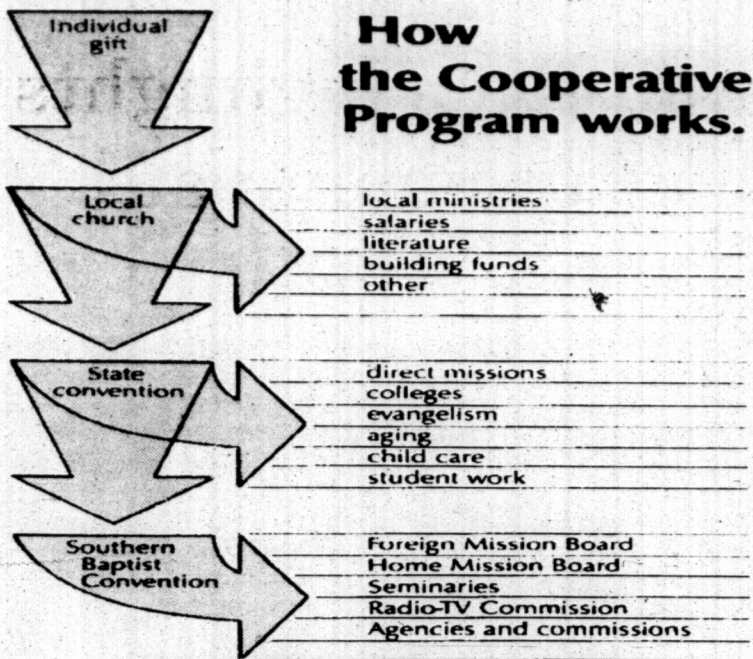 How
the Cooperative
Program works.
Individual
gift
Local
church
local ministries
salaries
literature
building funds
other
State
convention
direct missions
colleges
evangelism
aging
child care
student work
Southern
Baptist
Convention
Foreign Mission Board
Home Mission Board
Seminaries
Radio-TV Commission
Agencies and commissions